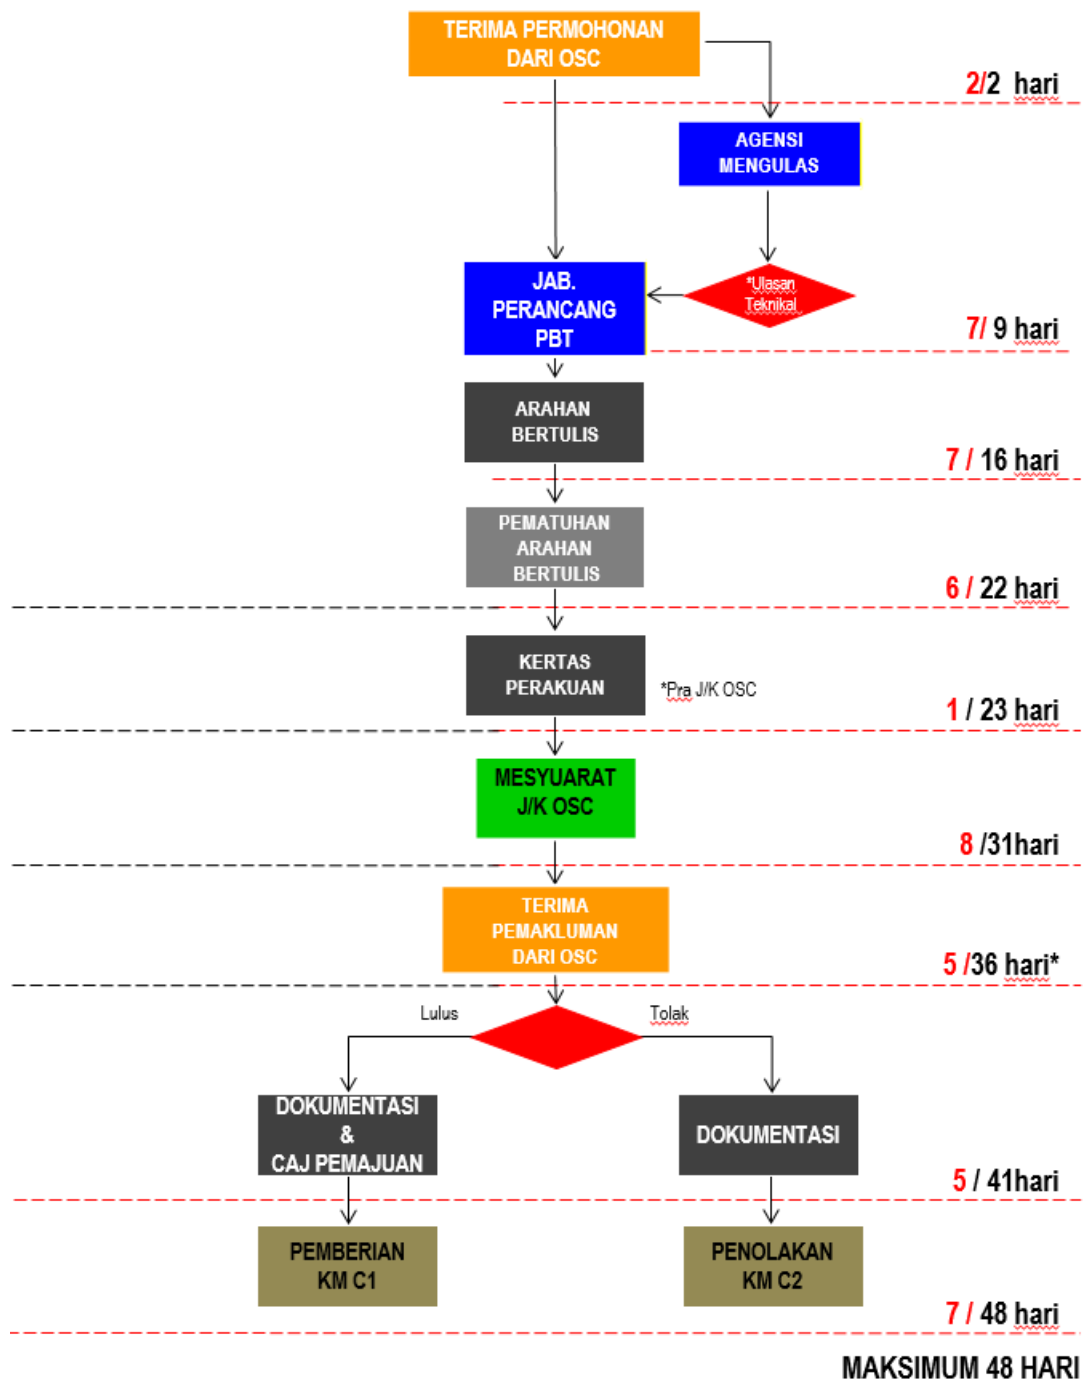 TERIMA PERMOHONAN
DARI OSC
2/2 hari
AGENSI
MENGULAS
JAB.
PERANCANG
PBT
*Ulasan
Teknikal
7/ 9 hari
ARAHAN
BERTULIS
7 / 16 hari
PEMATUHAN
ARAHAN
BERTULIS
6 / 22 hari
KERTAS
PERAKUAN
*Pra J/K OSC
1 / 23 hari
MESYUARAT
J/K OSC
8 /31hari
TERIMA
PEMAKLUMAN
DARI OSC
5 /36 hari*
Lulus
Tolak
DOKUMENTASI
&
CAJ PEMAJUAN
DOKUMENTASI
5 / 41hari
PEMBERIAN
KM C1
PENOLAKAN
KM C2
7 / 48 hari
MAKSIMUM 48 HARI